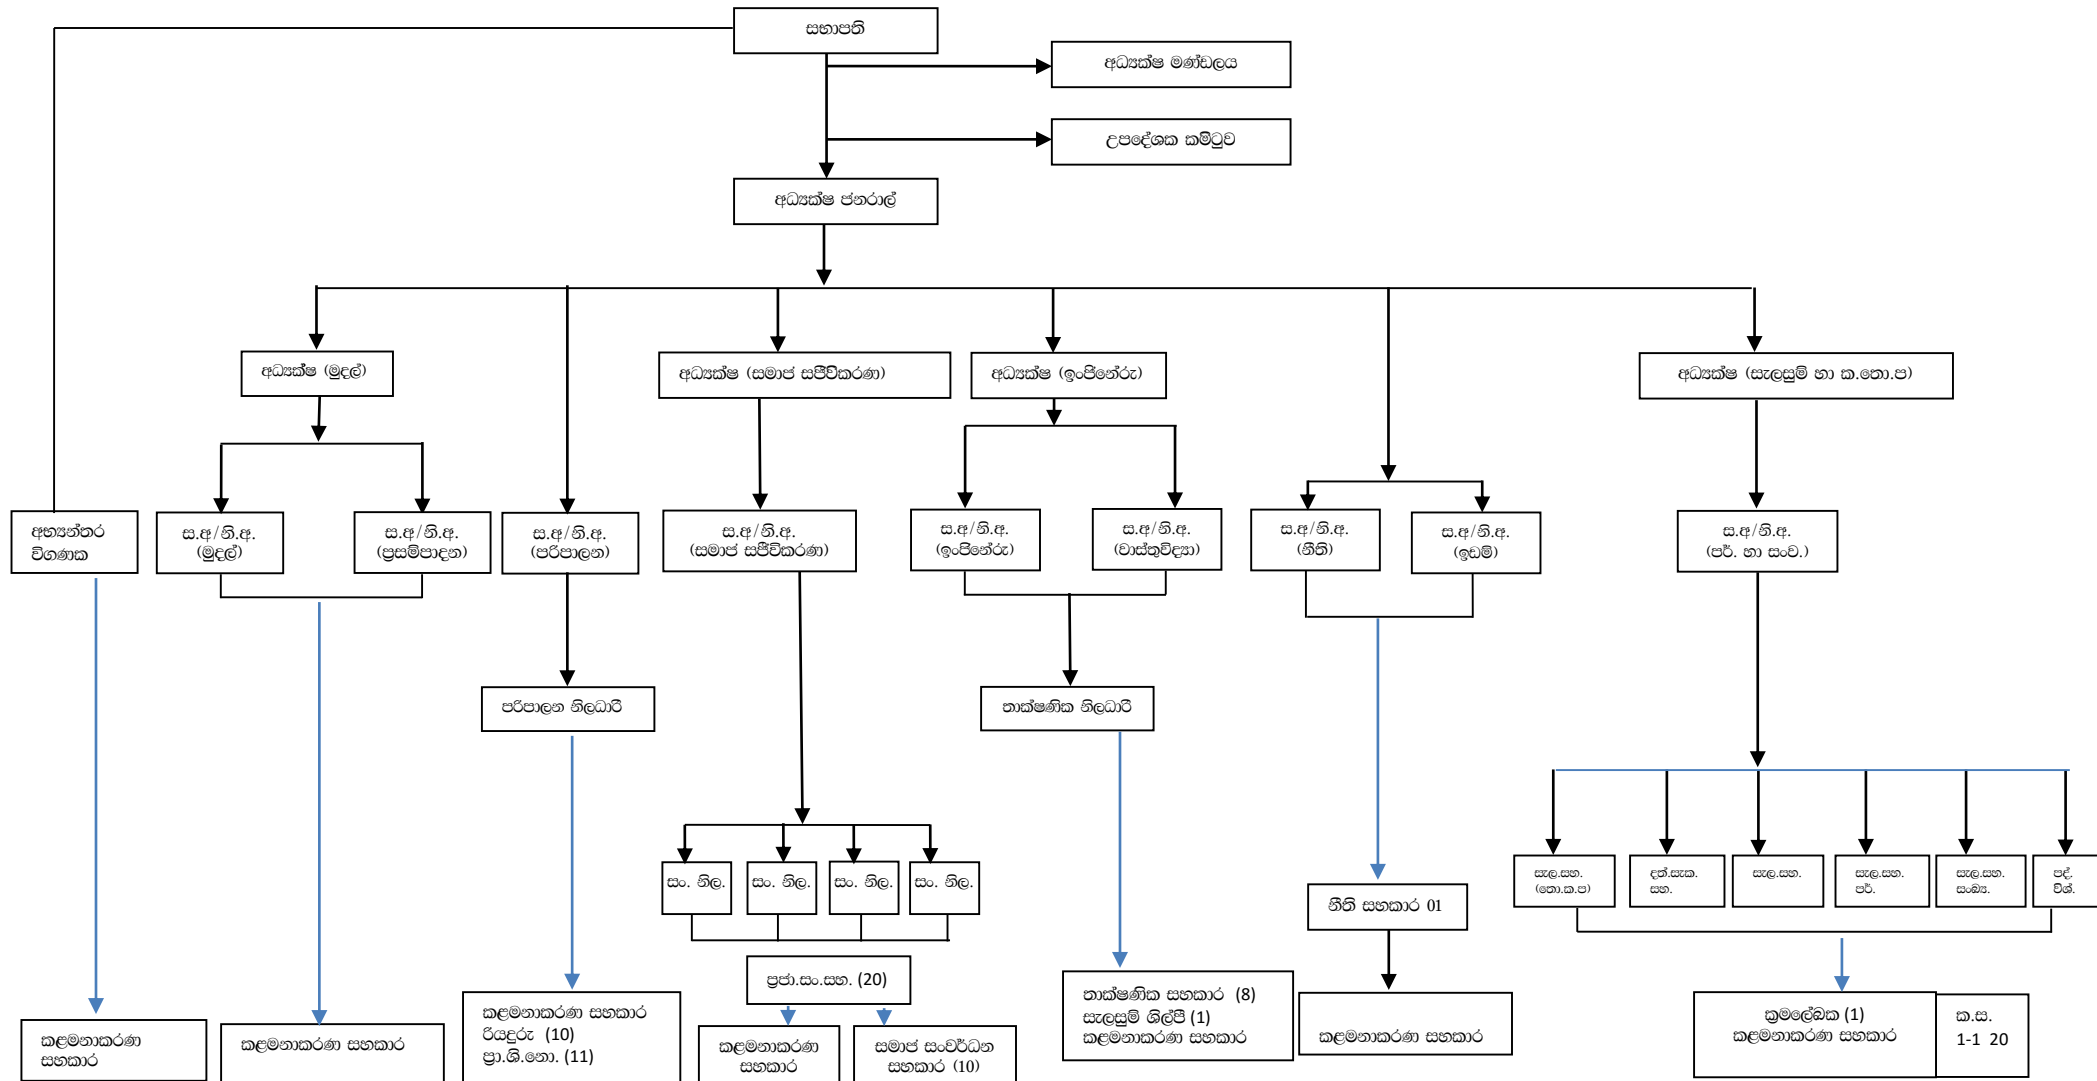 සභාපති
අධ්‍යක්ෂ මණ්ඩලය
උපදේශක කමිටුව
අධ්‍යක්ෂ ජනරාල්
අධ්‍යක්ෂ (මුදල්)
අධ්‍යක්ෂ (සමාජ සජීවිකරණ)
අධ්‍යක්ෂ (ඉංජිනේරු)
අධ්‍යක්ෂ (සැලසුම් හා ක.තො.ප)
අභ්‍යන්තර
විගණක
ස.අ/නි.අ.
(මුදල්)
ස.අ/නි.අ.
(ප්‍රසම්පාදන)
ස.අ/නි.අ.
(පරිපාලන)
ස.අ/නි.අ.
(සමාජ සජීවිකරණ)
ස.අ/නි.අ.
(ඉංජිනේරු)
ස.අ/නි.අ.
(වාස්තුවිද්‍යා)
ස.අ/නි.අ.
(නීති)
ස.අ/නි.අ.
(ඉඩම්)
ස.අ/නි.අ.
(පර්. හා සංව.)
පරිපාලන නිලධාරී
තාක්ෂණික නිලධාරී
සං. නිල.
සං. නිල.
සං. නිල.
සං. නිල.
නීති සහකාර 01
සැල.සහ.
(තො.ක.ප)
දත්.සැක.
සහ.
සැල.සහ.
සැල.සහ.
පර්.
සැල.සහ.
සංඛ්‍ය.
පද්.
විශ්.
ප්‍රජා.සං.සහ. (20)
කළමනාකරණ
සහකාර
කළමනාකරණ සහකාර
කළමනාකරණ සහකාර
රියදුරු (10)
ප්‍රා.ශි.නො. (11)
කළමනාකරණ
සහකාර
සමාජ සංවර්ධන
සහකාර (10)
තාක්ෂණික සහකාර (8)
සැලසුම් ශිල්පී (1)
කළමනාකරණ සහකාර
කළමනාකරණ සහකාර
ක්‍රමලේඛක (1)
කළමනාකරණ සහකාර
ක.ස.
1-1 20